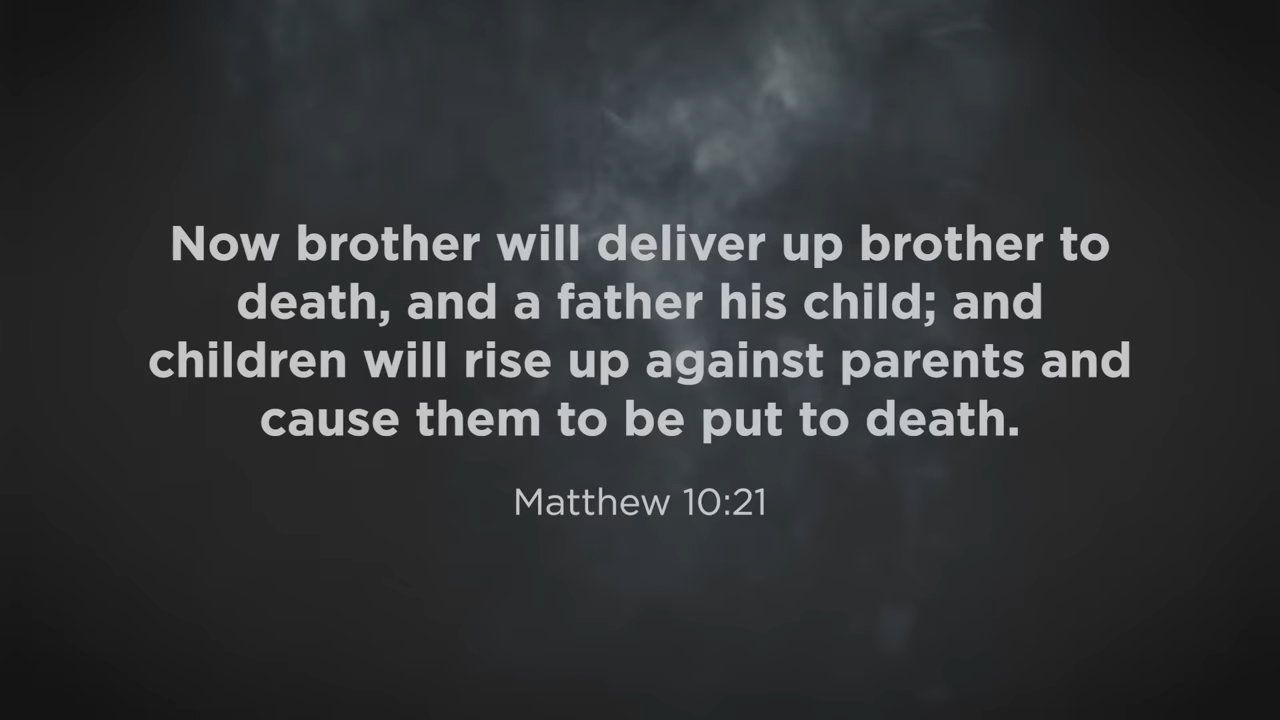 Now brother will deliver up brother to
death, and a father his child; and
children will rise up against parents and
cause them to be put to death.
Matthew 10:21